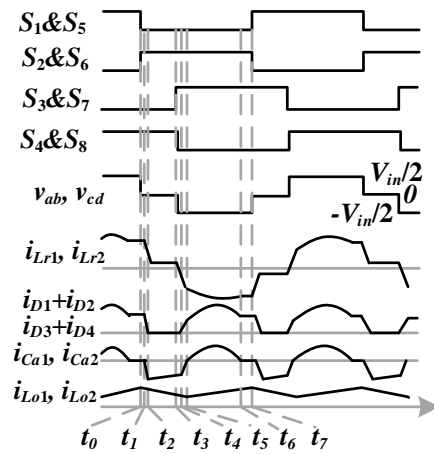 S1&S5
S2&S6
S3&S7
S4&S8
Vin/2
vab, vcd
0
-Vin/2
iLr1, iLr2
iD1+iD2
iD3+iD4
iCa1, iCa2
iLo1, iLo2
t0 t1 t2 t3 t4 t5 t6 t7